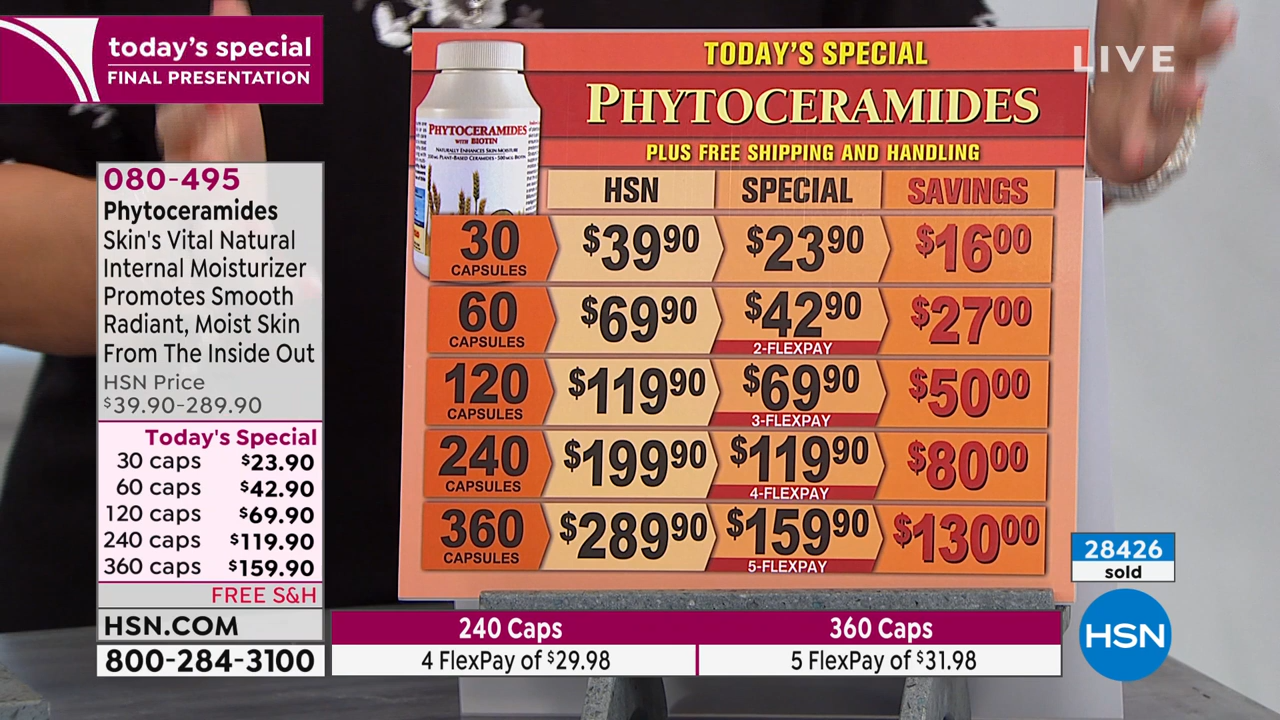 today's special
FINAL PRESENTATION
LIVE
080-495
Phytoceramides
Skin's Vital Natural
Internal Moisturizer
Promotes Smooth
Radiant, Moist Skin
From The Inside Out
HSN Price
$39.90-289.90
Today's Special
30 caps $23.90
60 caps $42.90
120 caps $69.90
240 caps $119.90
360 caps $159.90
FREE S&H
HSN.COM
800-284-3100
TODAY'S SPECIAL
PHYTOCERAMIDES
PLUS FREE SHIPPING AND HANDLING
PHYTOCERAMIDES
WITH BIOTIN
NATURALLY ENHANCES SKIN MOISTURE
HSN SPECIAL SAVINGS
30 CAPSULES $39.90 $23.90 $16.00
60 CAPSULES $69.90 $42.90 $27.00
2-FLEXPAY
120 CAPSULES $119.90 $69.90 $50.00
3-FLEXPAY
240 CAPSULES $199.90 $119.90 $80.00
4-FLEXPAY
360 CAPSULES $289.90 $159.90 $130.00
5-FLEXPAY
28426
sold
HSN
240 Caps 360 Caps
4 FlexPay of $29.98 5 FlexPay of $31.98